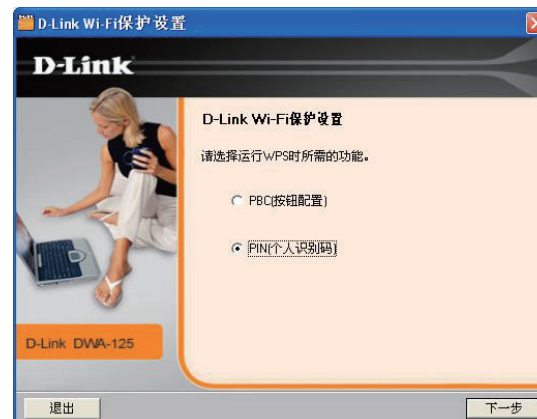 D-Link Wi-Fi保护设置
D-Link
D-Link Wi-Fi保护设置
请选择运行WPS时所需的功能。
PBC(按钮配置)
PIN(个人识别码)
D-Link DWA-125
退出
下一步